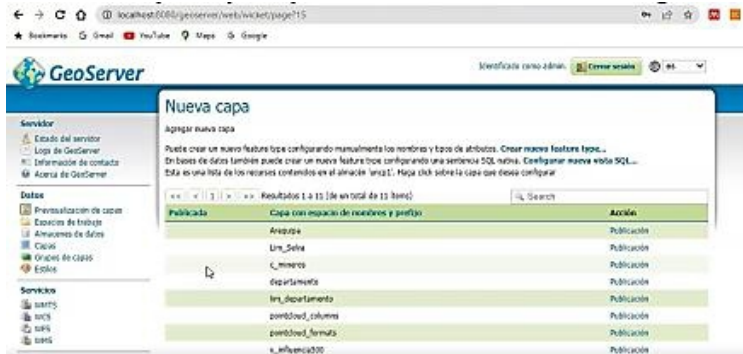 localhost:8080/geoserver/web/wicket/page?15
Bookmarks Gmail YouTube Maps Google
GeoServer
Identificado como admin. Cerrar sesión es
Servidor
Estado del servidor
Logs de GeoServer
Información de contacto
Acerca de GeoServer
Datos
Previsualización de capas
Espacios de trabajo
Almacenes de datos
Capas
Grupos de capas
Estilos
Servicios
WMTS
WCS
WFS
WMS
Nueva capa
Agregar nueva capa
Puede crear un nuevo feature type configurando manualmente los nombres y tipos de atributos. Crear nuevo feature type...
En bases de datos también puede crear un nuevo feature type configurando una sentencia SQL nativa. Configurar nueva vista SQL...
Esta es una lista de los recursos contenidos en el almacén 'uncp1'. Haga click sobre la capa que desea configurar
<< < 1 > >> Resultados 1 a 11 (de un total de 11 ítems) Search
Publicada Capa con espacio de nombres y prefijo Acción
Arequipa Publicación
Lim_Selva Publicación
c_mineros Publicación
departamento Publicación
lim_departamento Publicación
pointcloud_columns Publicación
pointcloud_formats Publicación
v_influencia500 Publicación